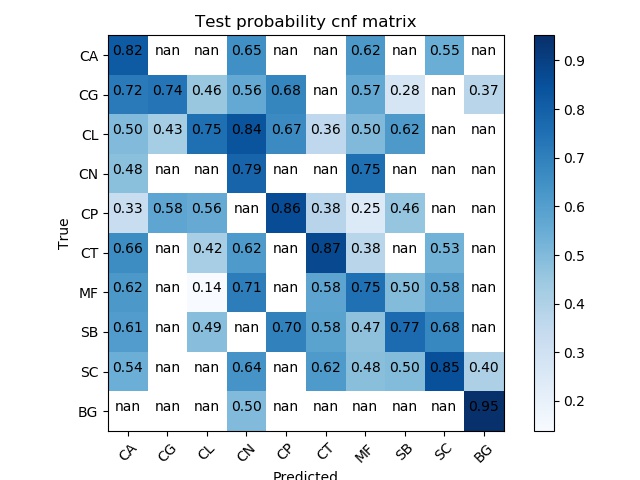 Test probability cnf matrix
CA 0.82 nan nan 0.65 nan nan 0.62 nan 0.55 nan
CG 0.72 0.74 0.46 0.56 0.68 nan 0.57 0.28 nan 0.37
CL 0.50 0.43 0.75 0.84 0.67 0.36 0.50 0.62 nan nan
CN 0.48 nan nan 0.79 nan nan 0.75 nan nan nan
CP 0.33 0.58 0.56 nan 0.86 0.38 0.25 0.46 nan nan
CT 0.66 nan 0.42 0.62 nan 0.87 0.38 nan 0.53 nan
MF 0.62 nan 0.14 0.71 nan 0.58 0.75 0.50 0.58 nan
SB 0.61 nan 0.49 nan 0.70 0.58 0.47 0.77 0.68 nan
SC 0.54 nan nan 0.64 nan 0.62 0.48 0.50 0.85 0.40
BG nan nan nan 0.50 nan nan nan nan nan 0.95
CA CG CL CN CP CT MF SB SC BG
True
Predicted
0.9
0.8
0.7
0.6
0.5
0.4
0.3
0.2